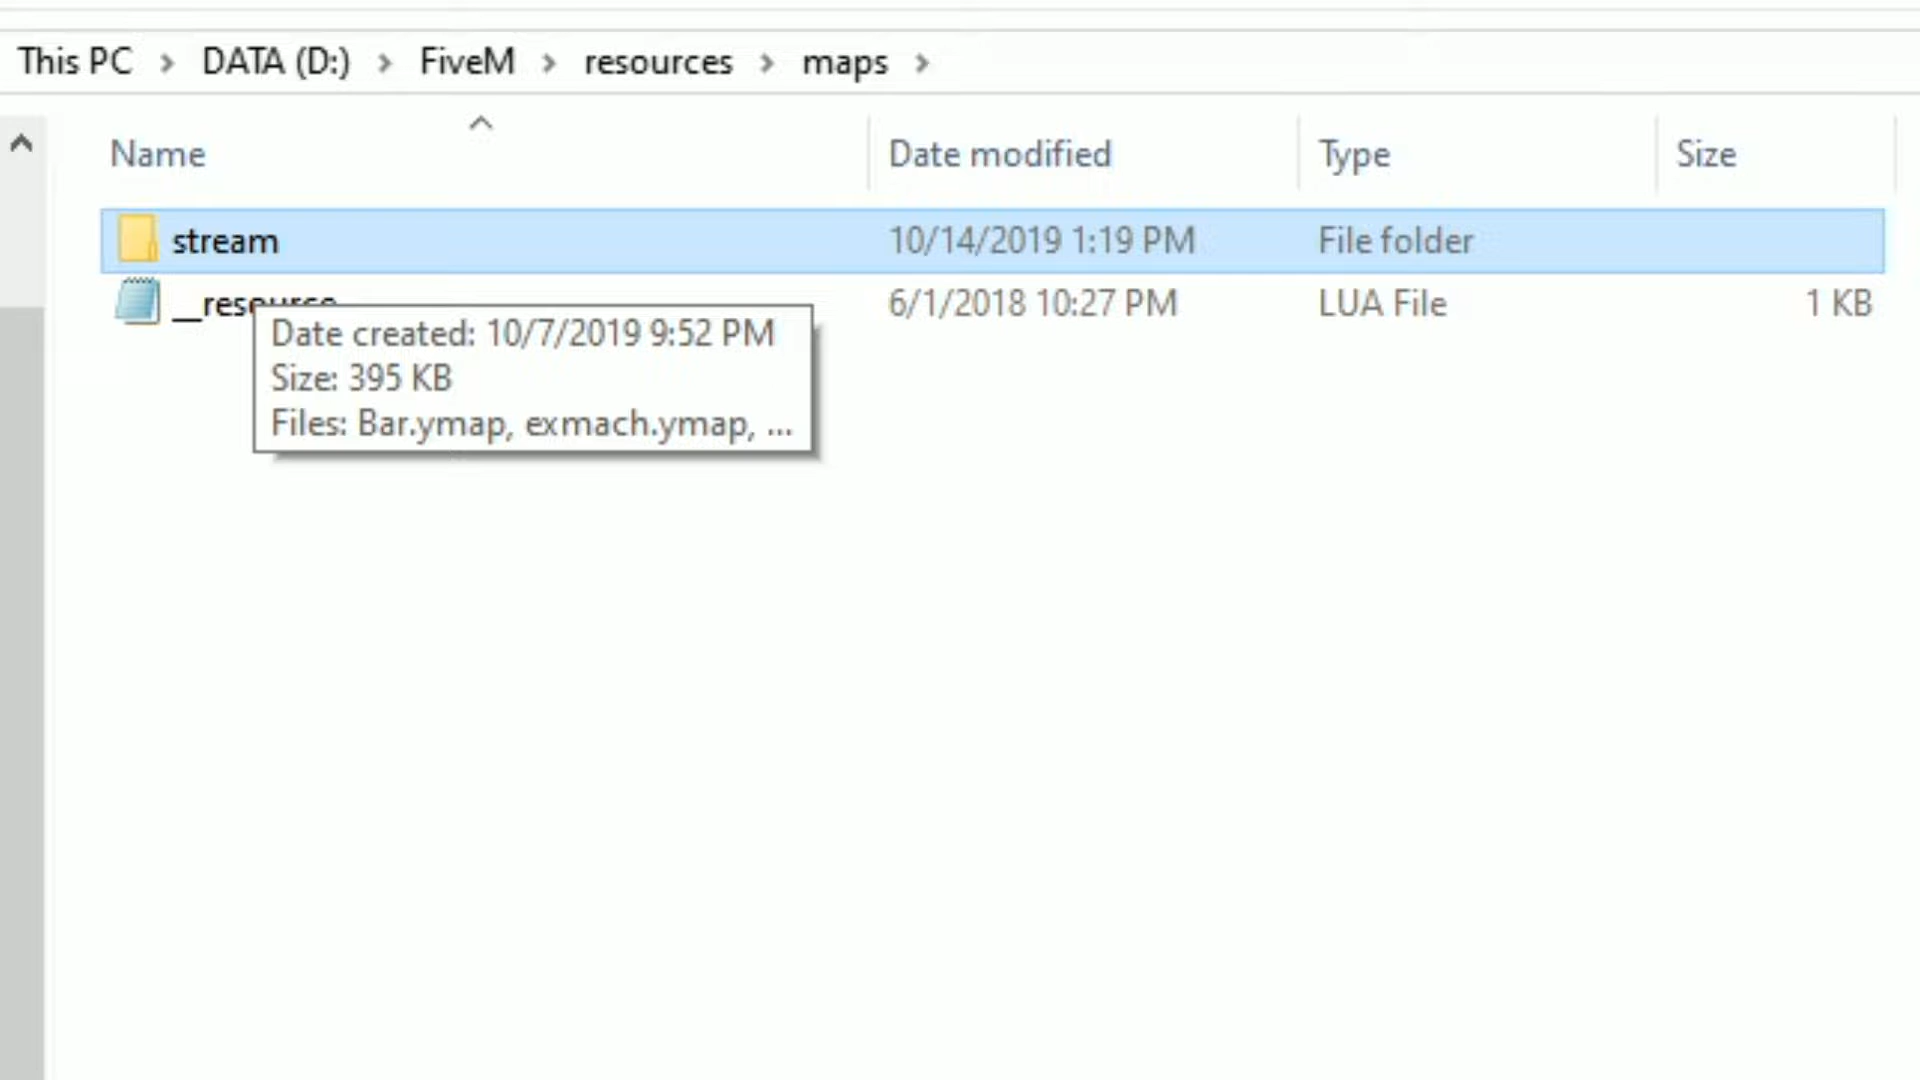 This PC > DATA (D:) > FiveM > resources > maps >
Name Date modified Type Size
stream 10/14/2019 1:19 PM File folder
__resource 6/1/2018 10:27 PM LUA File 1 KB
Date created: 10/7/2019 9:52 PM
Size: 395 KB
Files: Bar.ymap, exmach.ymap, ...